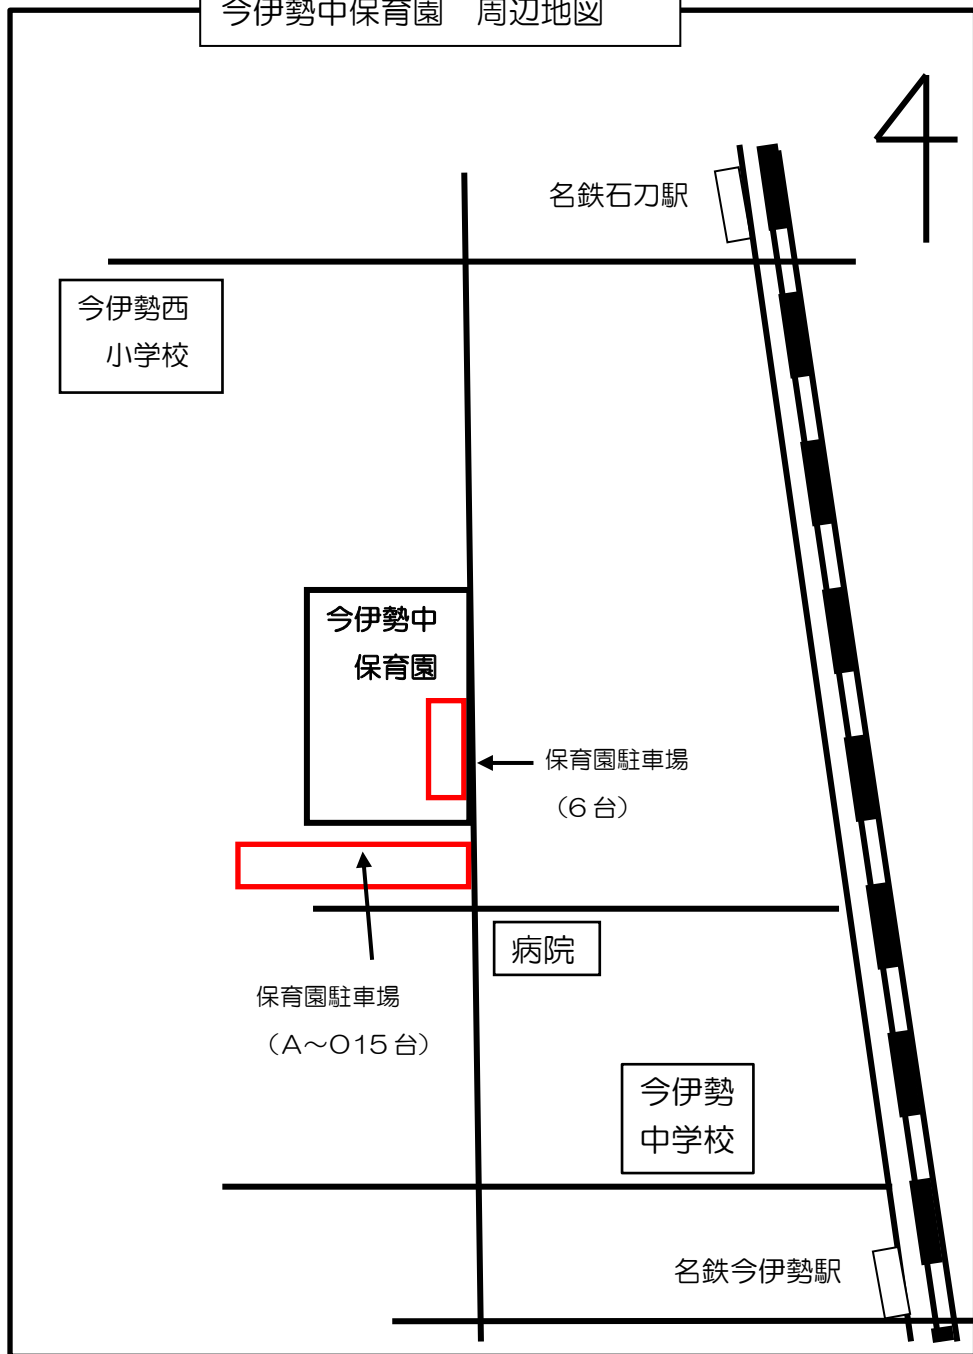 今伊勢中保育園　周辺地図
名鉄石刀駅
今伊勢西
小学校
今伊勢中
保育園
保育園駐車場
（6台）
病院
保育園駐車場
（A～O15台）
今伊勢
中学校
名鉄今伊勢駅